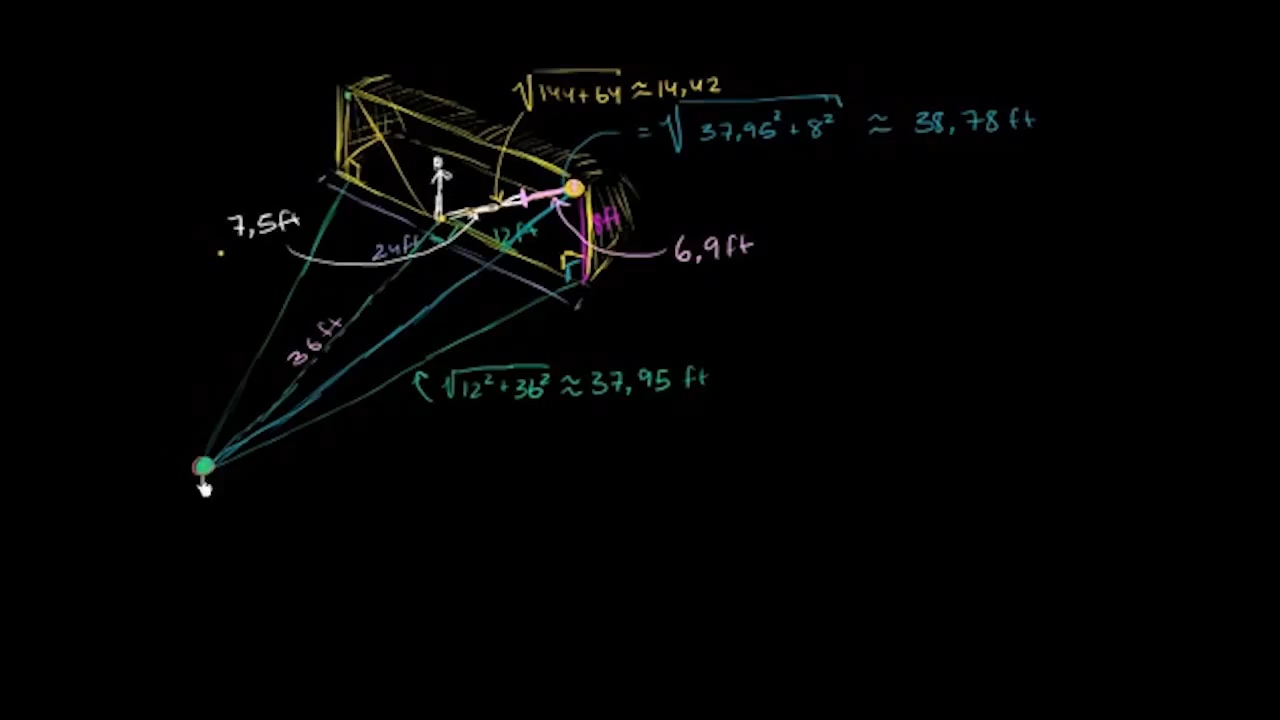 √144+64 ≈ 14,42
= √37,95² + 8² ≈ 38,78 ft
7,5ft
8ft
24ft
12ft
6,9ft
36ft
√12² + 36² ≈ 37,95 ft